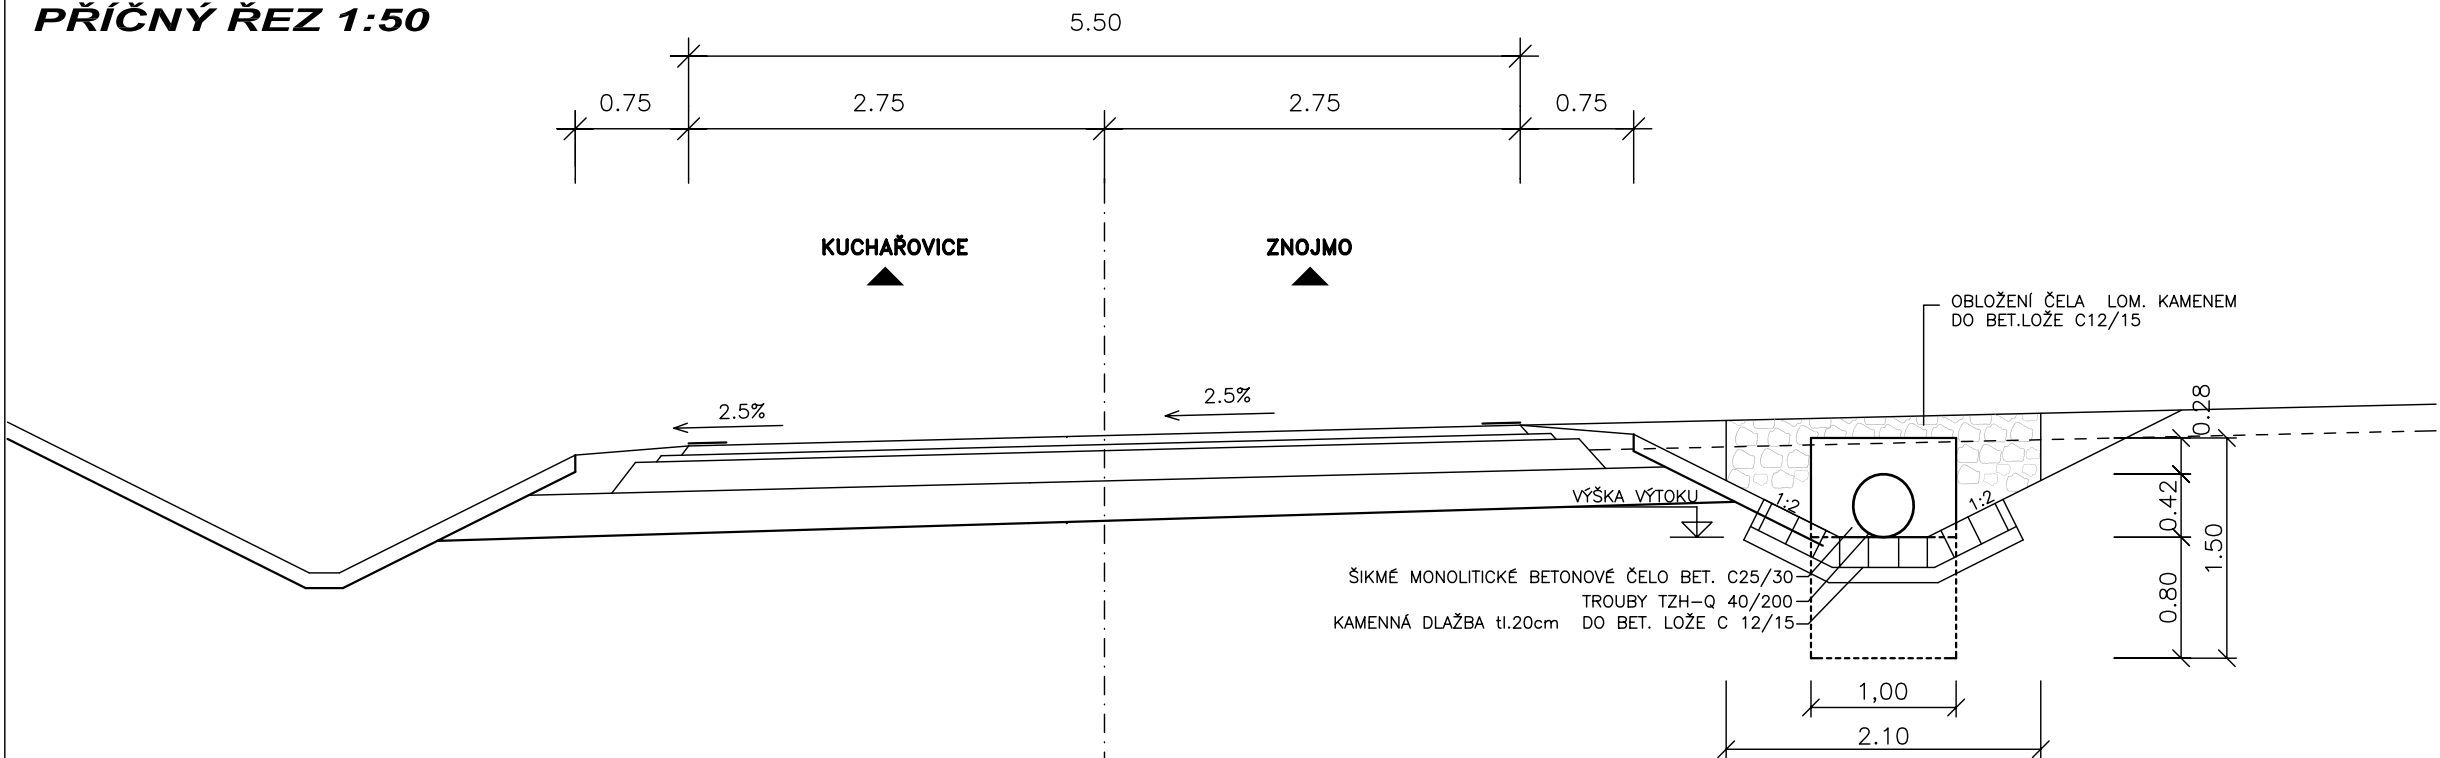 PŘÍČNÝ ŘEZ 1:50
5.50
0.75
2.75
2.75
0.75
KUCHAŘOVICE
ZNOJMO
OBLOŽENÍ ČELA LOM. KAMENEM
DO BET.LOŽE C12/15
2.5%
2.5%
0.28
VÝŠKA VÝTOKU
1:2
1:2
0.42
1.50
ŠIKMÉ MONOLITICKÉ BETONOVÉ ČELO BET. C25/30
TROUBY TZH-Q 40/200
KAMENNÁ DLAŽBA tl.20cm DO BET. LOŽE C 12/15
0.80
1,00
2.10